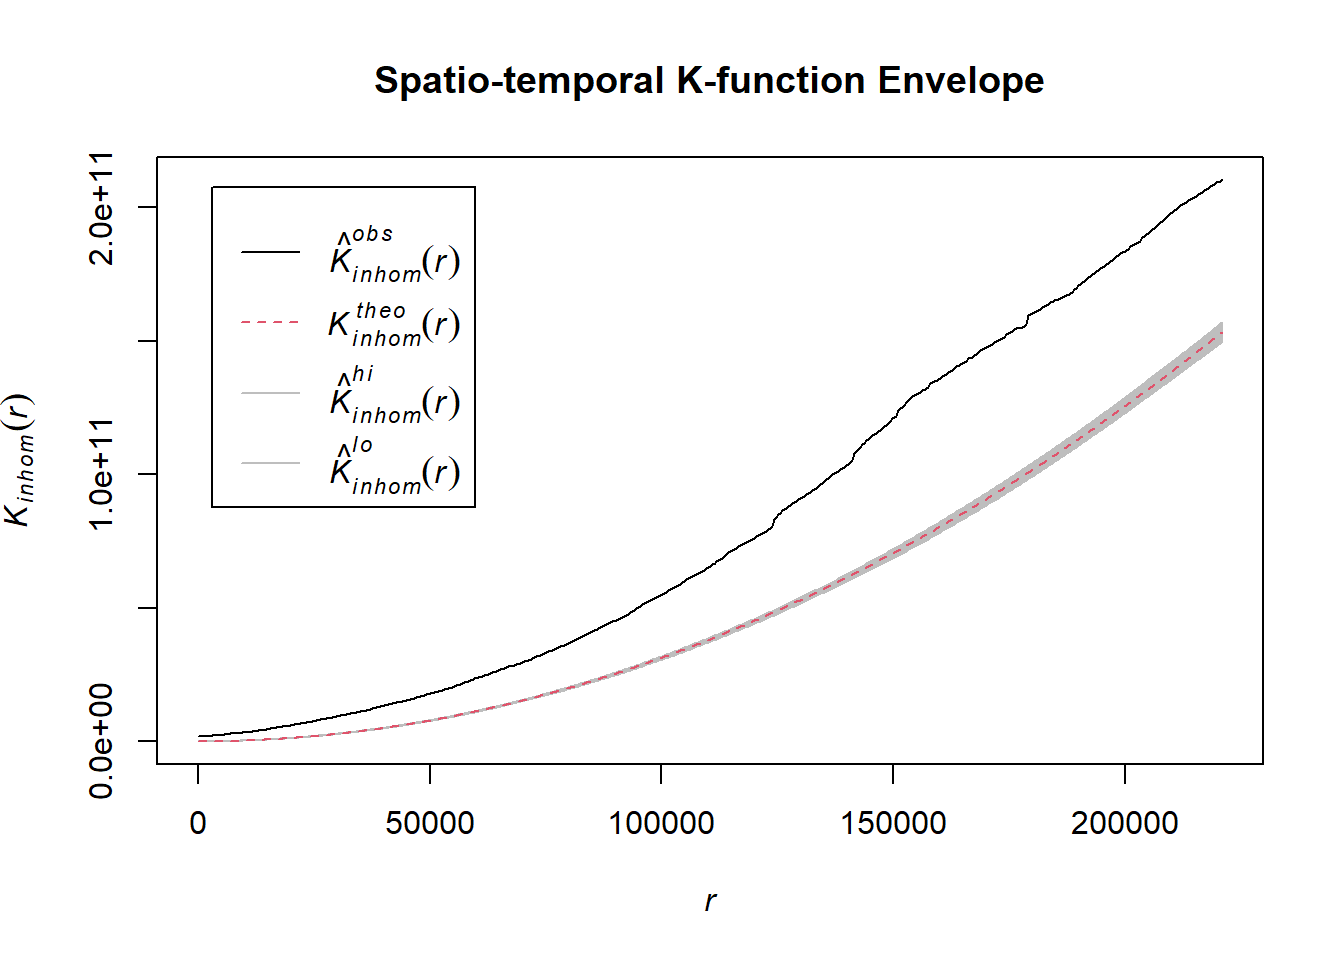 Spatio-temporal K-function Envelope
K̂ᵒᵇˢ_inhom(r)
Kᵗʰᵉᵒ_inhom(r)
K̂ʰⁱ_inhom(r)
K̂ˡᵒ_inhom(r)
K_inhom(r)
2.0e+11
1.0e+11
0.0e+00
0 50000 100000 150000 200000
r